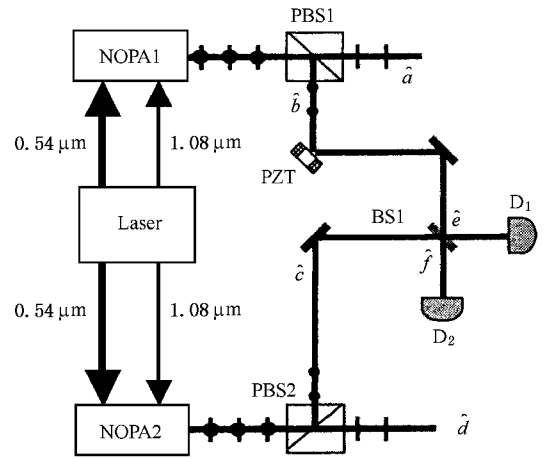 PBS1
NOPA1
â
b̂
0.54 μm
1.08 μm
PZT
D₁
Laser
BS1
ê
ĉ
f̂
0.54 μm
1.08 μm
D₂
PBS2
NOPA2
d̂